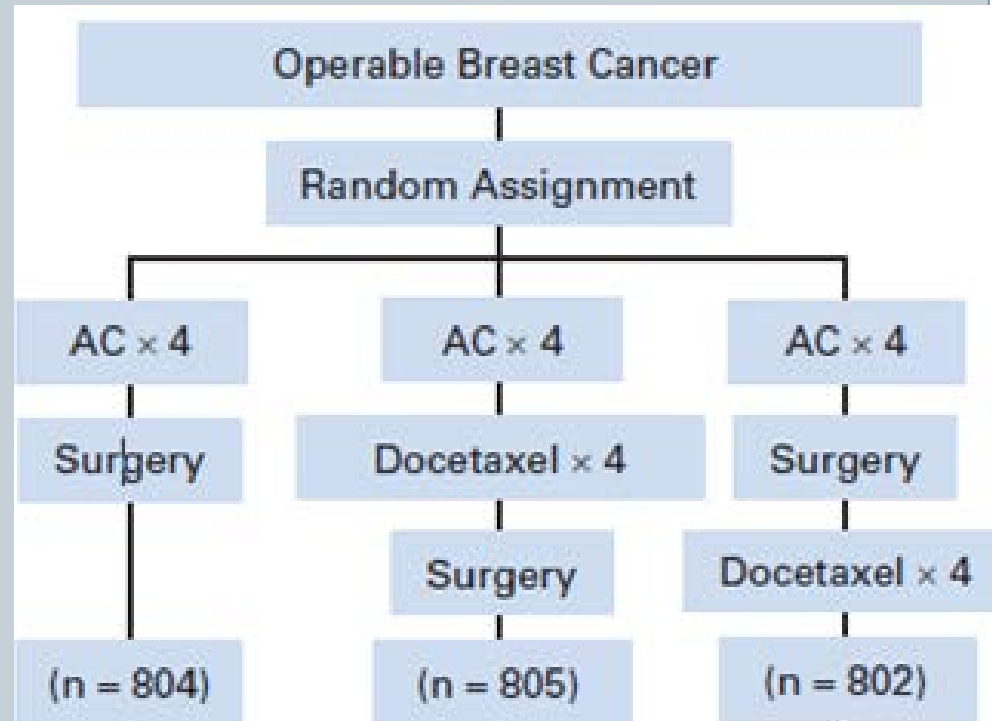 Operable Breast Cancer
Random Assignment
AC × 4
AC × 4
AC × 4
Surgery
Docetaxel × 4
Surgery
Surgery
Docetaxel × 4
(n = 804)
(n = 805)
(n = 802)